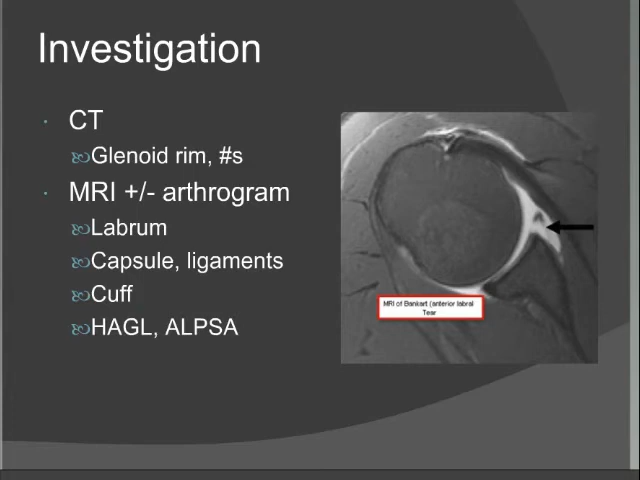 Investigation
CT
Glenoid rim, #s
MRI +/- arthrogram
Labrum
Capsule, ligaments
Cuff
HAGL, ALPSA
MRI of Bankart (anterior labral
Tear